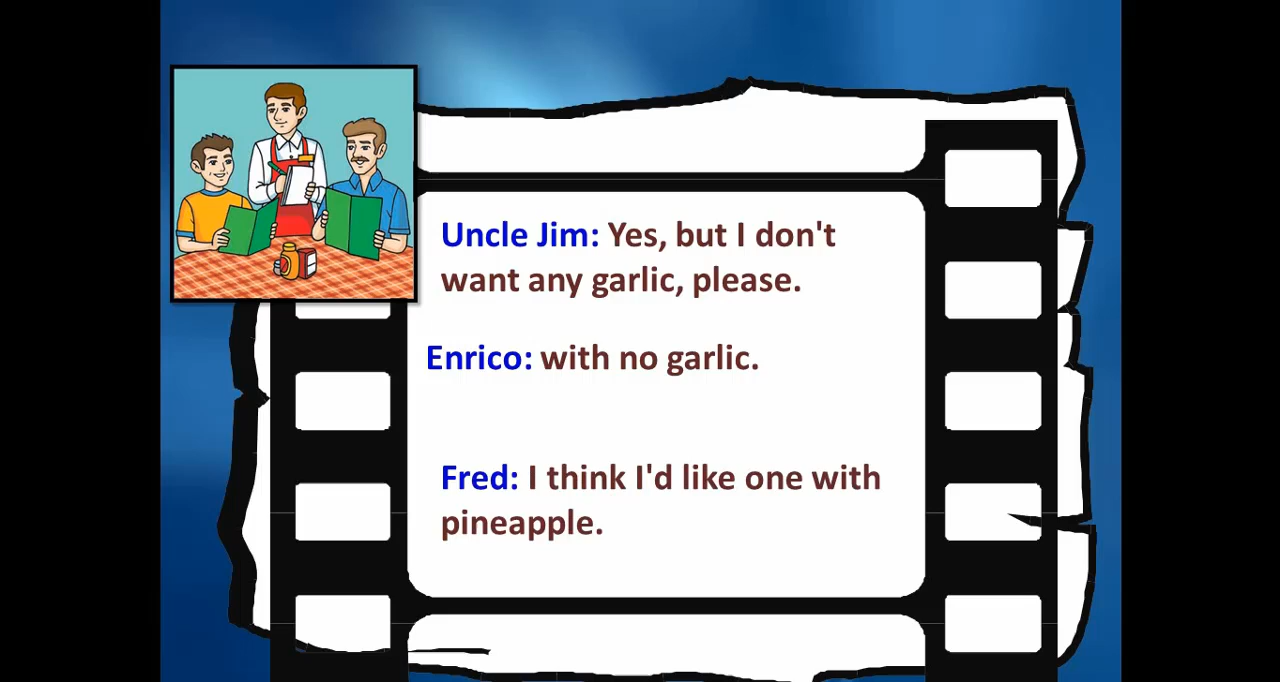 Uncle Jim: Yes, but I don't
want any garlic, please.
Enrico: with no garlic.
Fred: I think I'd like one with
pineapple.